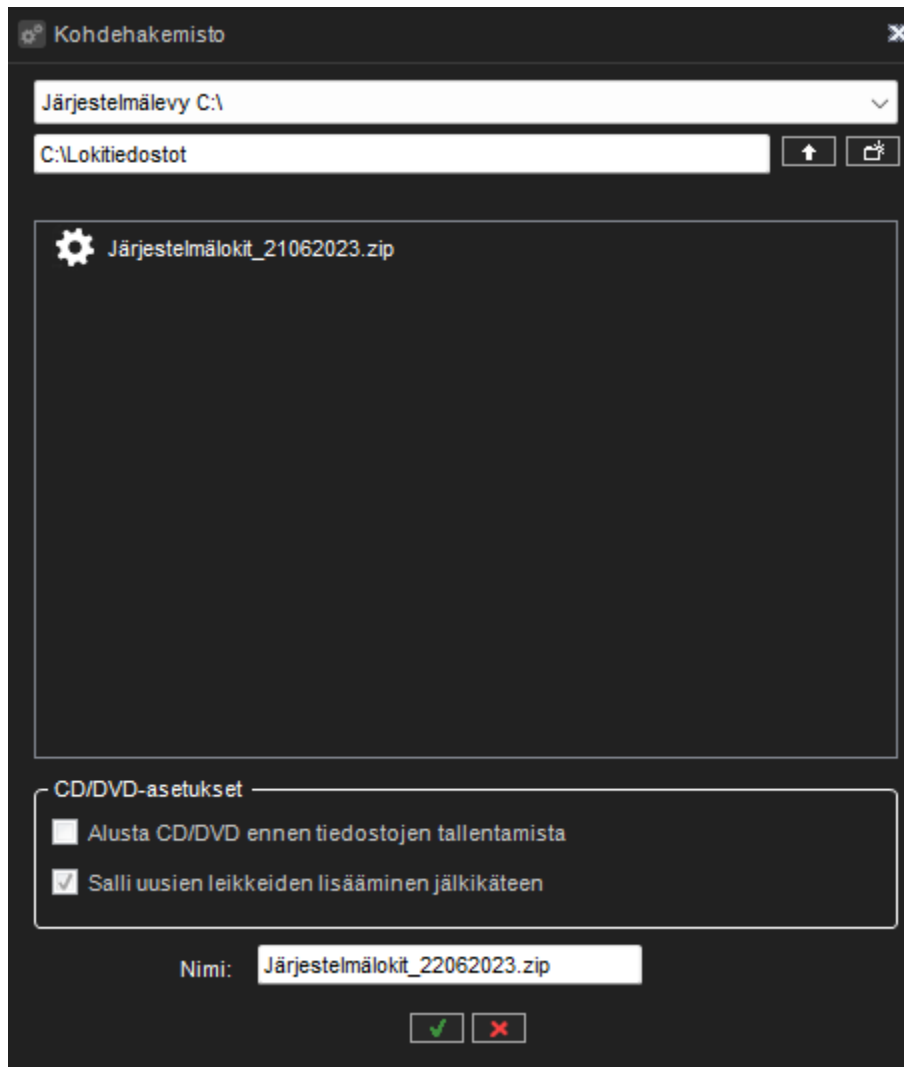 Kohdehakemisto
Järjestelmälevy C:\
C:\Lokitiedostot
Järjestelmälokit_21062023.zip
CD/DVD-asetukset
Alusta CD/DVD ennen tiedostojen tallentamista
Salli uusien leikkeiden lisääminen jälkikäteen
Nimi: Järjestelmälokit_22062023.zip